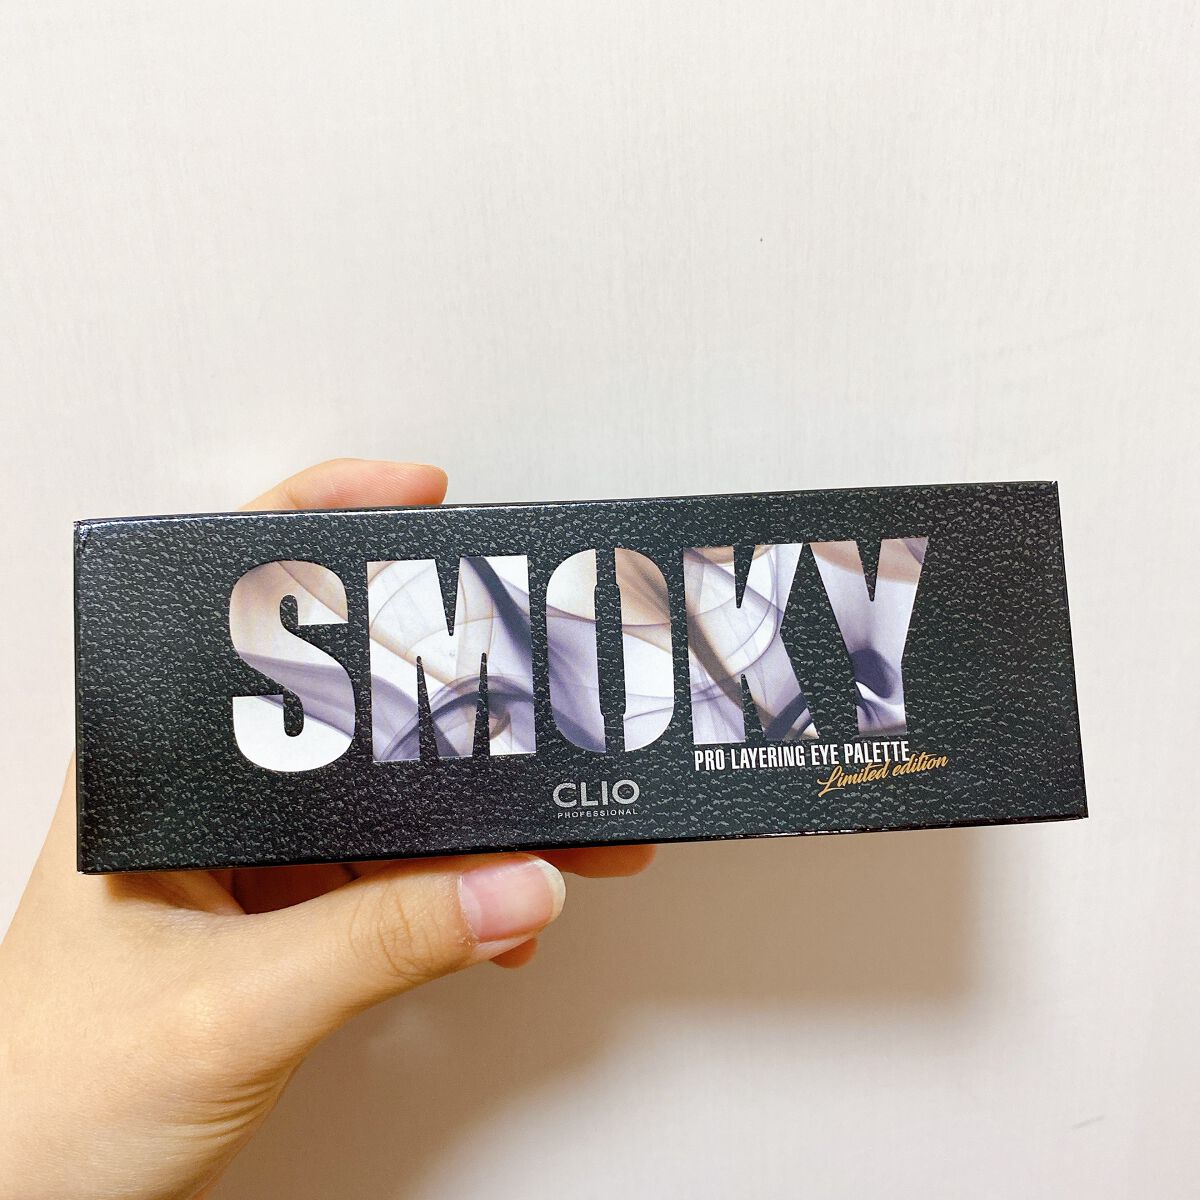 SMOKY
PRO LAYERING EYE PALETTE
Limited edition
CLIO
PROFESSIONAL